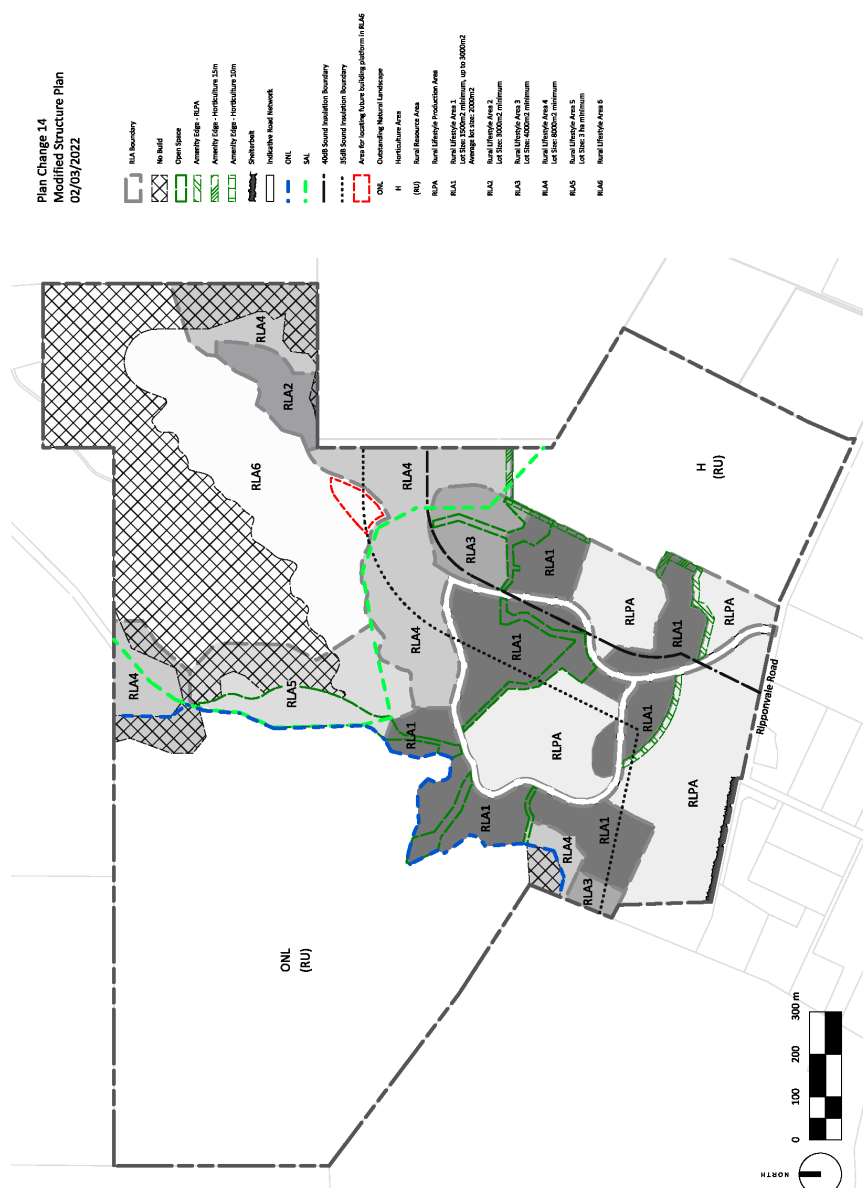 Plan Change 14
Modified Structure Plan
02/03/2022
RLA Boundary
No Build
Open Space
Amenity Edge - RLPA
Amenity Edge - Horticulture 15m
Amenity Edge - Horticulture 10m
Shelterbelt
Indicative Road Network
ONL
SAL
40dB Sound Insulation Boundary
35dB Sound Insulation Boundary
Area for locating future building platform in RLA6
ONL Outstanding Natural Landscape
H Horticulture Area
(RU) Rural Resource Area
RLPA Rural Lifestyle Production Area
RLA1 Rural Lifestyle Area 1
Lot Size: 1500m2 minimum, up to 3000m2
Average lot size: 2000m2
RLA2 Rural Lifestyle Area 2
Lot Size: 3000m2 minimum
RLA3 Rural Lifestyle Area 3
Lot Size: 4000m2 minimum
RLA4 Rural Lifestyle Area 4
Lot Size: 8000m2 minimum
RLA5 Rural Lifestyle Area 5
Lot Size: 3 ha minimum
RLA6 Rural Lifestyle Area 6
RLA4
RLA2
RLA6
RLA4
RLA5
RLA4
RLA4
RLA3
RLA1
RLA1
RLA1
RLA1
RLPA
RLA1
RLPA
RLPA
RLA1
RLA1
RLA4
RLA3
RLPA
H
(RU)
ONL
(RU)
Ripponvale Road
0 100 200 300 m
NORTH